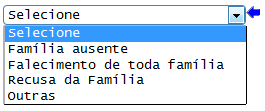 Selecione
Selecione
Família ausente
Falecimento de toda família
Recusa da Família
Outras